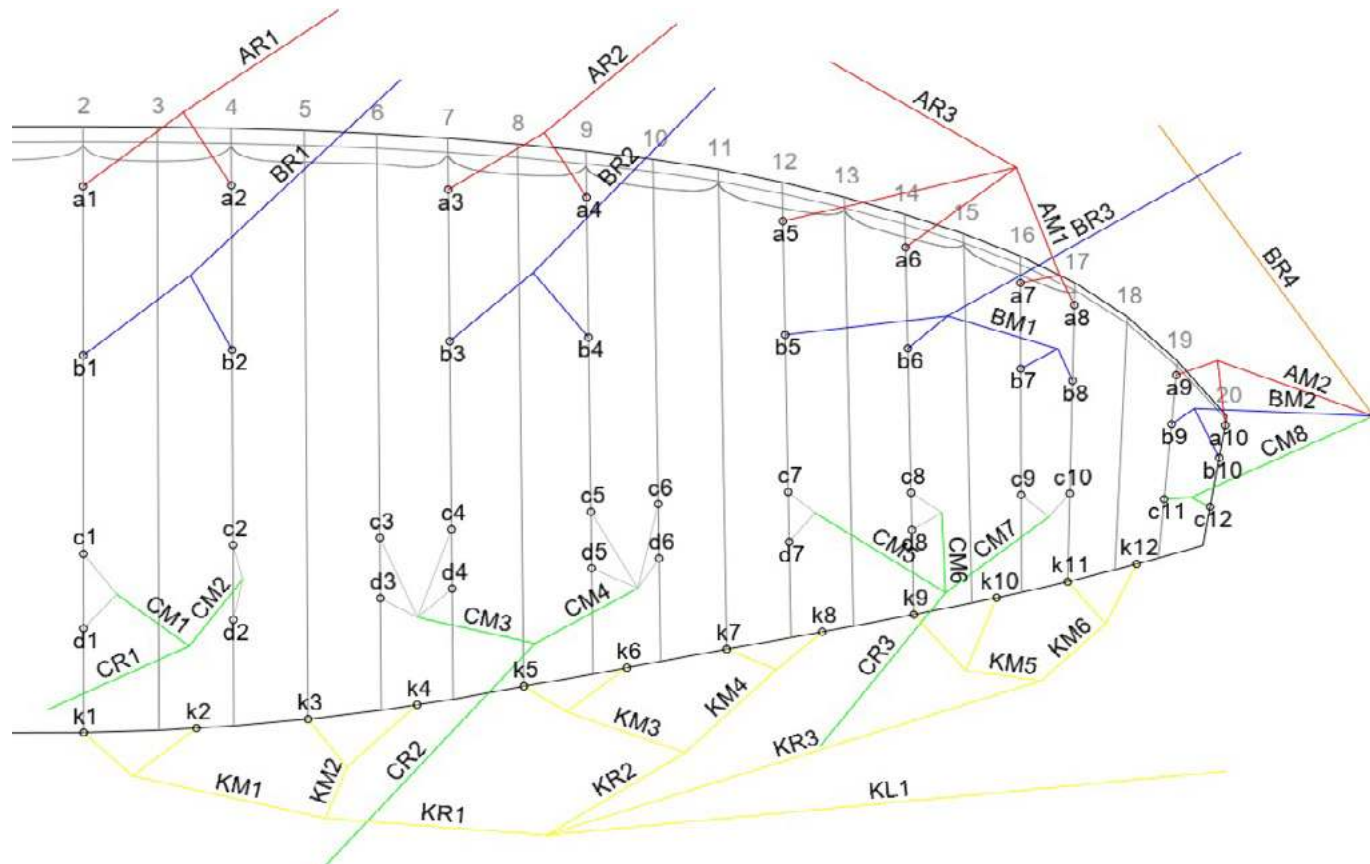 AR1
AR2
AR3
2 3 4 5 6 7 8 9 10 11 12 13 14 15 16 17 18 19 20
BR1
BR2
AM1
BR3
BR4
a1 a2 a3 a4 a5 a6 a7 a8
BM1
b1 b2 b3 b4 b5 b6 b7 b8
a9
AM2
BM2
b9 a10
b10
CM8
c1 c2 c3 c4 c5 c6 c7 c8 c9 c10 c11 c12
d1 d2 d3 d4 d5 d6 d7 d8
CM1 CM2 CM3 CM4 CM5 CM6 CM7
CR1
CR2
CR3
k1 k2 k3 k4 k5 k6 k7 k8 k9 k10 k11 k12
KM1 KM2 KM3 KM4 KM5 KM6
KR1 KR2 KR3
KL1